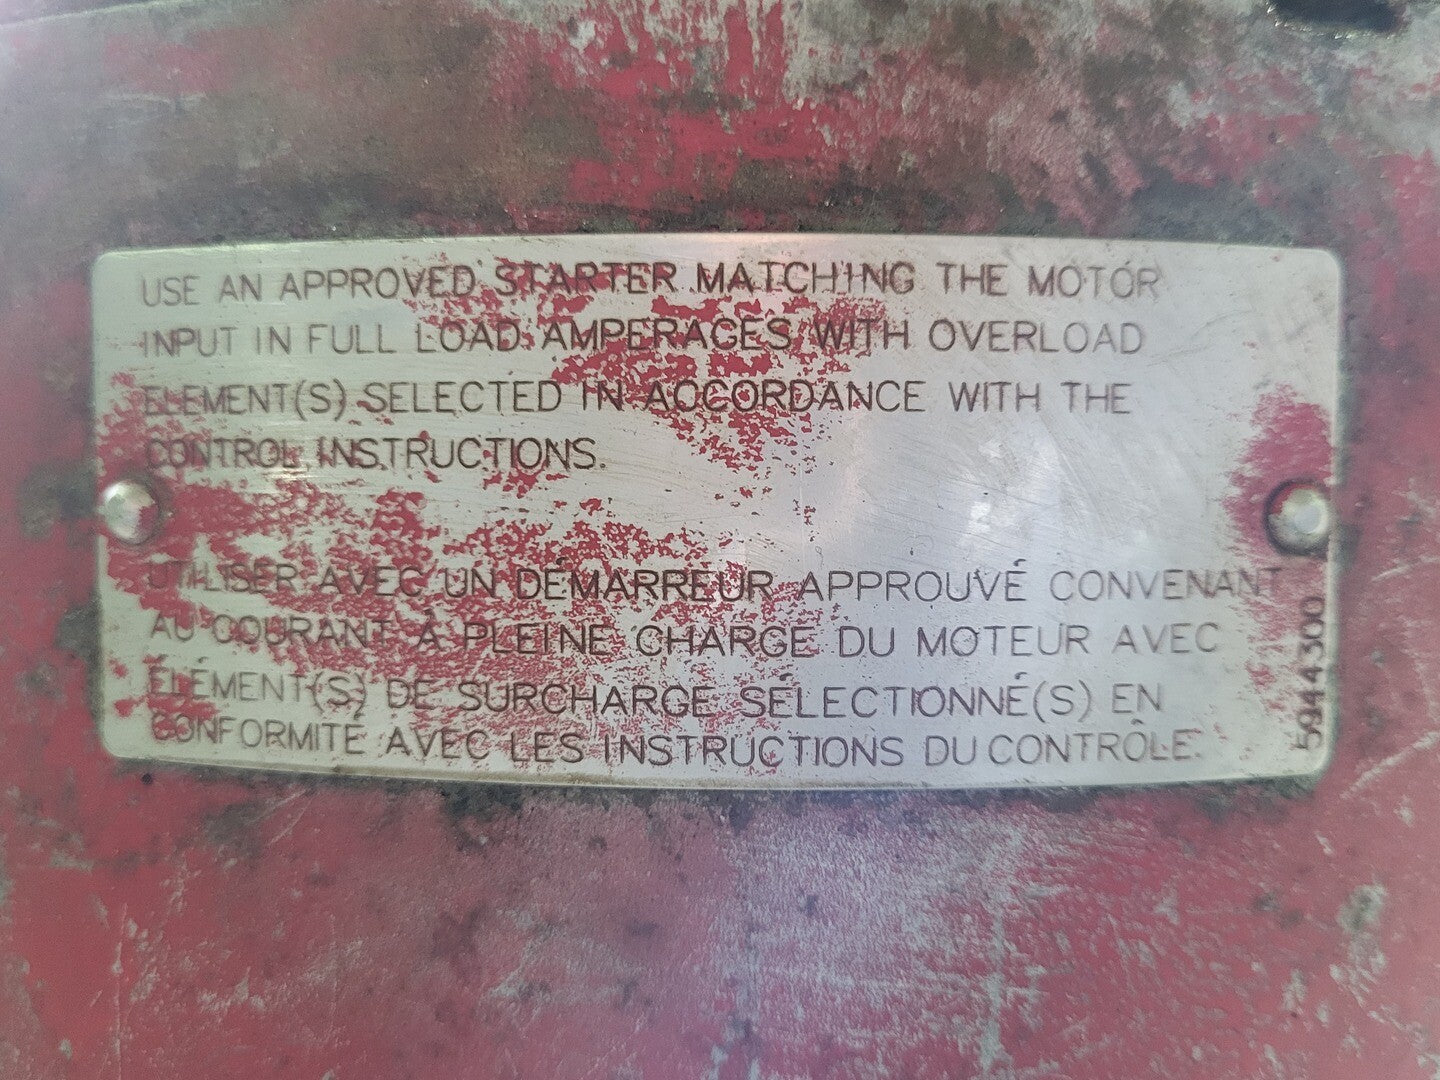 USE AN APPROVED STARTER MATCHING THE MOTOR
INPUT IN FULL LOAD AMPERAGES WITH OVERLOAD
ELEMENT(S) SELECTED IN ACCORDANCE WITH THE
CONTROL INSTRUCTIONS.
UTILISER AVEC UN DÉMARREUR APPROUVÉ CONVENANT
AU COURANT À PLEINE CHARGE DU MOTEUR AVEC
ÉLÉMENT(S) DE SURCHARGE SÉLECTIONNÉ(S) EN
CONFORMITÉ AVEC LES INSTRUCTIONS DU CONTRÔLE.
5944300